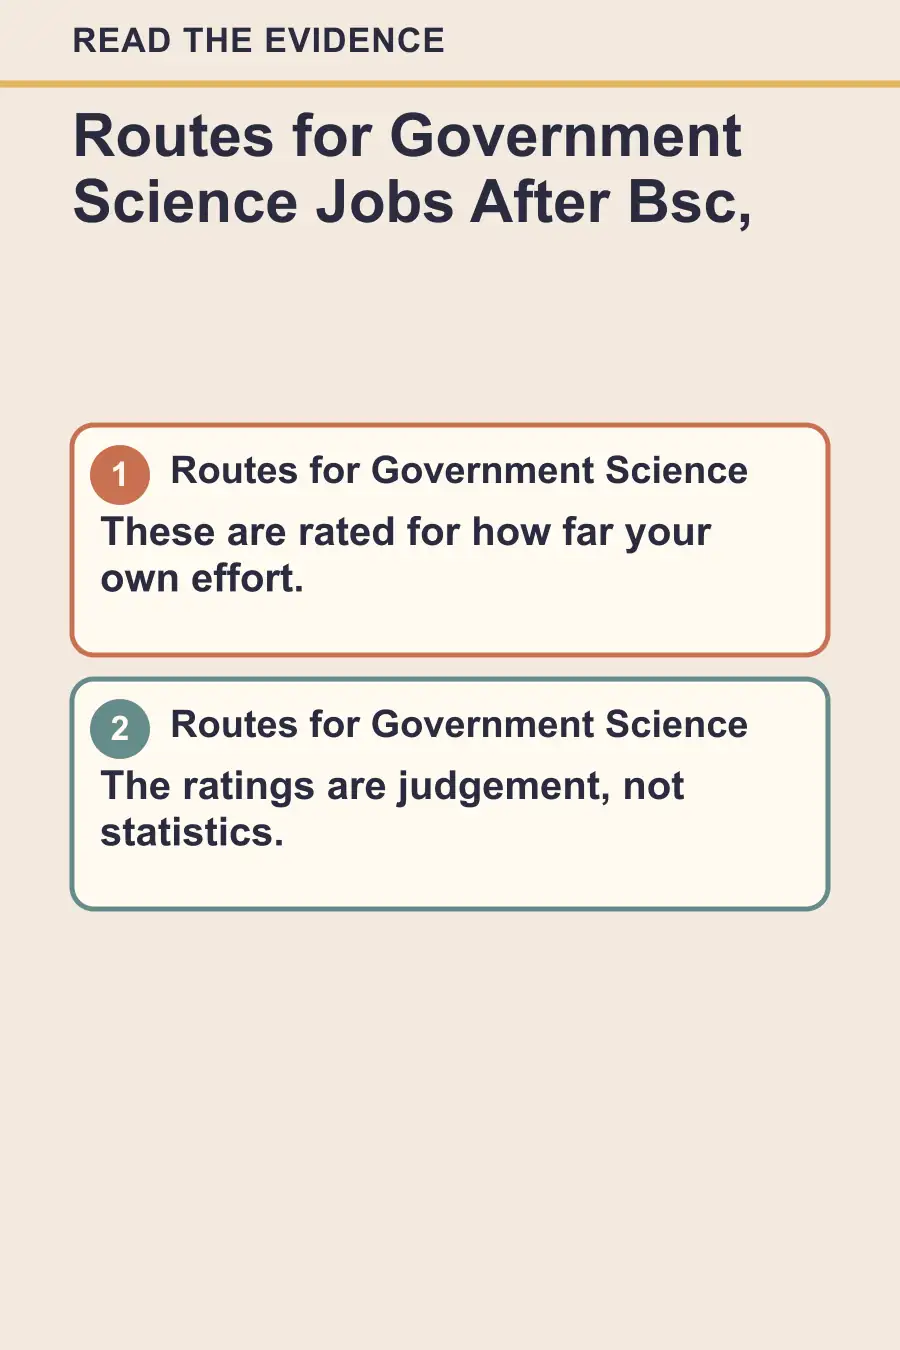 READ THE EVIDENCE
Routes for Government
Science Jobs After Bsc,
1 Routes for Government Science
These are rated for how far your
own effort.
2 Routes for Government Science
The ratings are judgement, not
statistics.